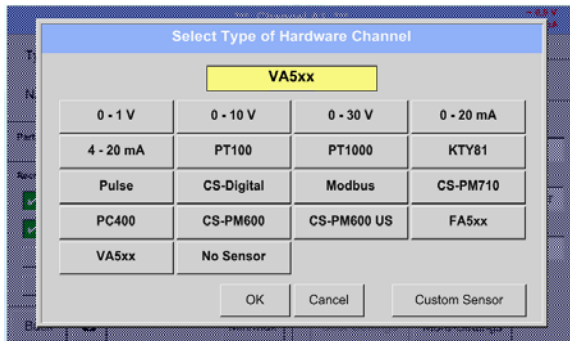 Select Type of Hardware Channel
VA5xx
0 - 1 V 0 - 10 V 0 - 30 V 0 - 20 mA
4 - 20 mA PT100 PT1000 KTY81
Pulse CS-Digital Modbus CS-PM710
PC400 CS-PM600 CS-PM600 US FA5xx
VA5xx No Sensor
OK Cancel Custom Sensor